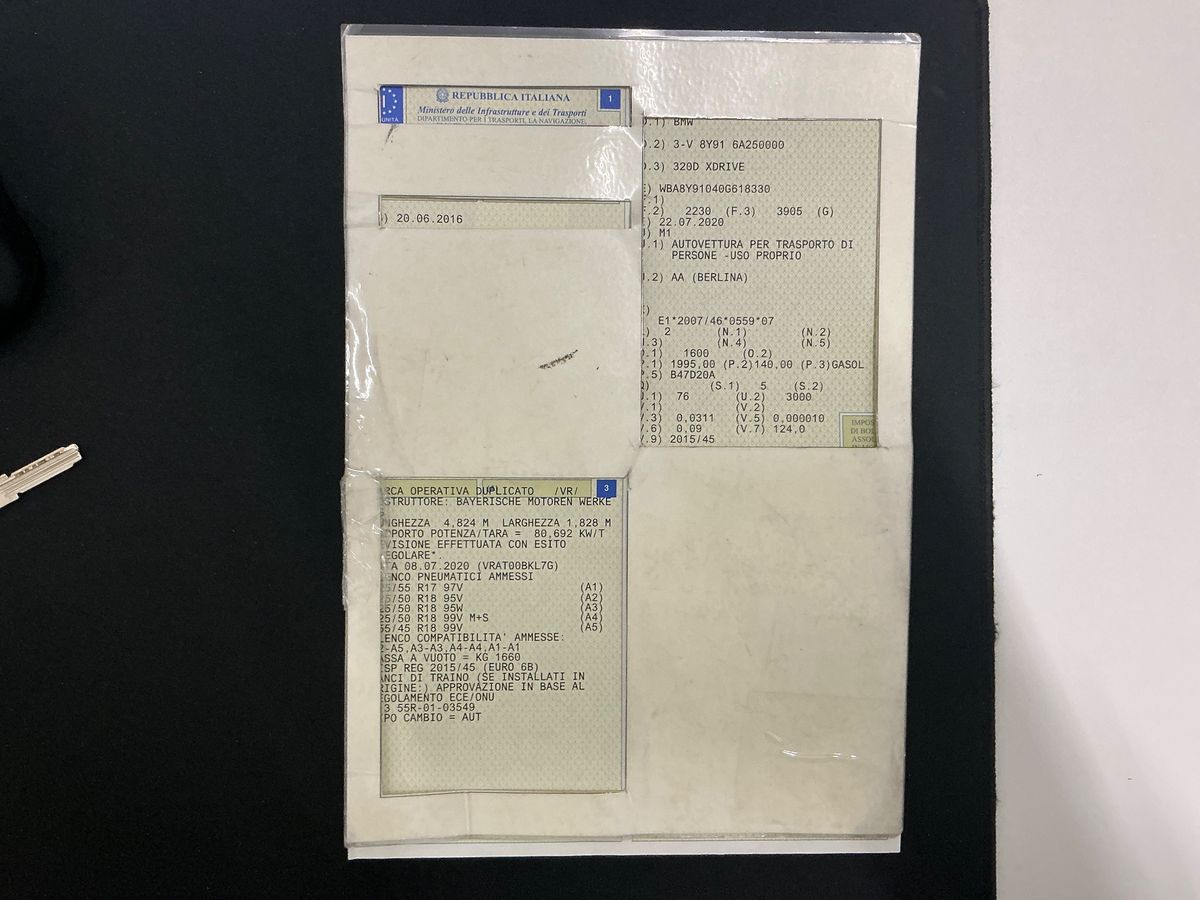 REPUBBLICA ITALIANA
1
UNITA
Ministero delle Infrastrutture e dei Trasporti
DIPARTIMENTO PER I TRASPORTI, LA NAVIGAZIONE,
) 20.06.2016
.1) BMW
.2) 3-V 8Y91 6A250000
.3) 320D XDRIVE
) WBA8Y91040G618330
.1)
.2) 2230 (F.3) 3905 (G)
) 22.07.2020
) M1
.1) AUTOVETTURA PER TRASPORTO DI
PERSONE -USO PROPRIO
.2) AA (BERLINA)
)
E1*2007/46*0559*07
) 2 (N.1) (N.2)
.3) (N.4) (N.5)
.1) 1600 (O.2)
.1) 1995,00 (P.2)140,00 (P.3)GASOL
.5) B47D20A
) (S.1) 5 (S.2)
.1) 76 (U.2) 3000
.1) (V.2)
.3) 0,0311 (V.5) 0,000010
.6) 0,09 (V.7) 124,0
.9) 2015/45
IMPOS
DI BOL
ASSOL
3
RCA OPERATIVA DUPLICATO /VR/
STRUTTORE: BAYERISCHE MOTOREN WERKE
NGHEZZA 4,824 M LARGHEZZA 1,828 M
PORTO POTENZA/TARA = 80,692 KW/T
VISIONE EFFETTUATA CON ESITO
EGOLARE*.
TA 08.07.2020 (VRAT00BKL7G)
ENCO PNEUMATICI AMMESSI
5/55 R17 97V (A1)
5/50 R18 95V (A2)
5/50 R18 95W (A3)
5/50 R18 99V M+S (A4)
5/45 R18 99V (A5)
LENCO COMPATIBILITA' AMMESSE:
-A5,A3-A3,A4-A4,A1-A1
ASSA A VUOTO = KG 1660
SP REG 2015/45 (EURO 6B)
ANCI DI TRAINO (SE INSTALLATI IN
RIGINE:) APPROVAZIONE IN BASE AL
EGOLAMENTO ECE/ONU
3 55R-01-03549
PO CAMBIO = AUT